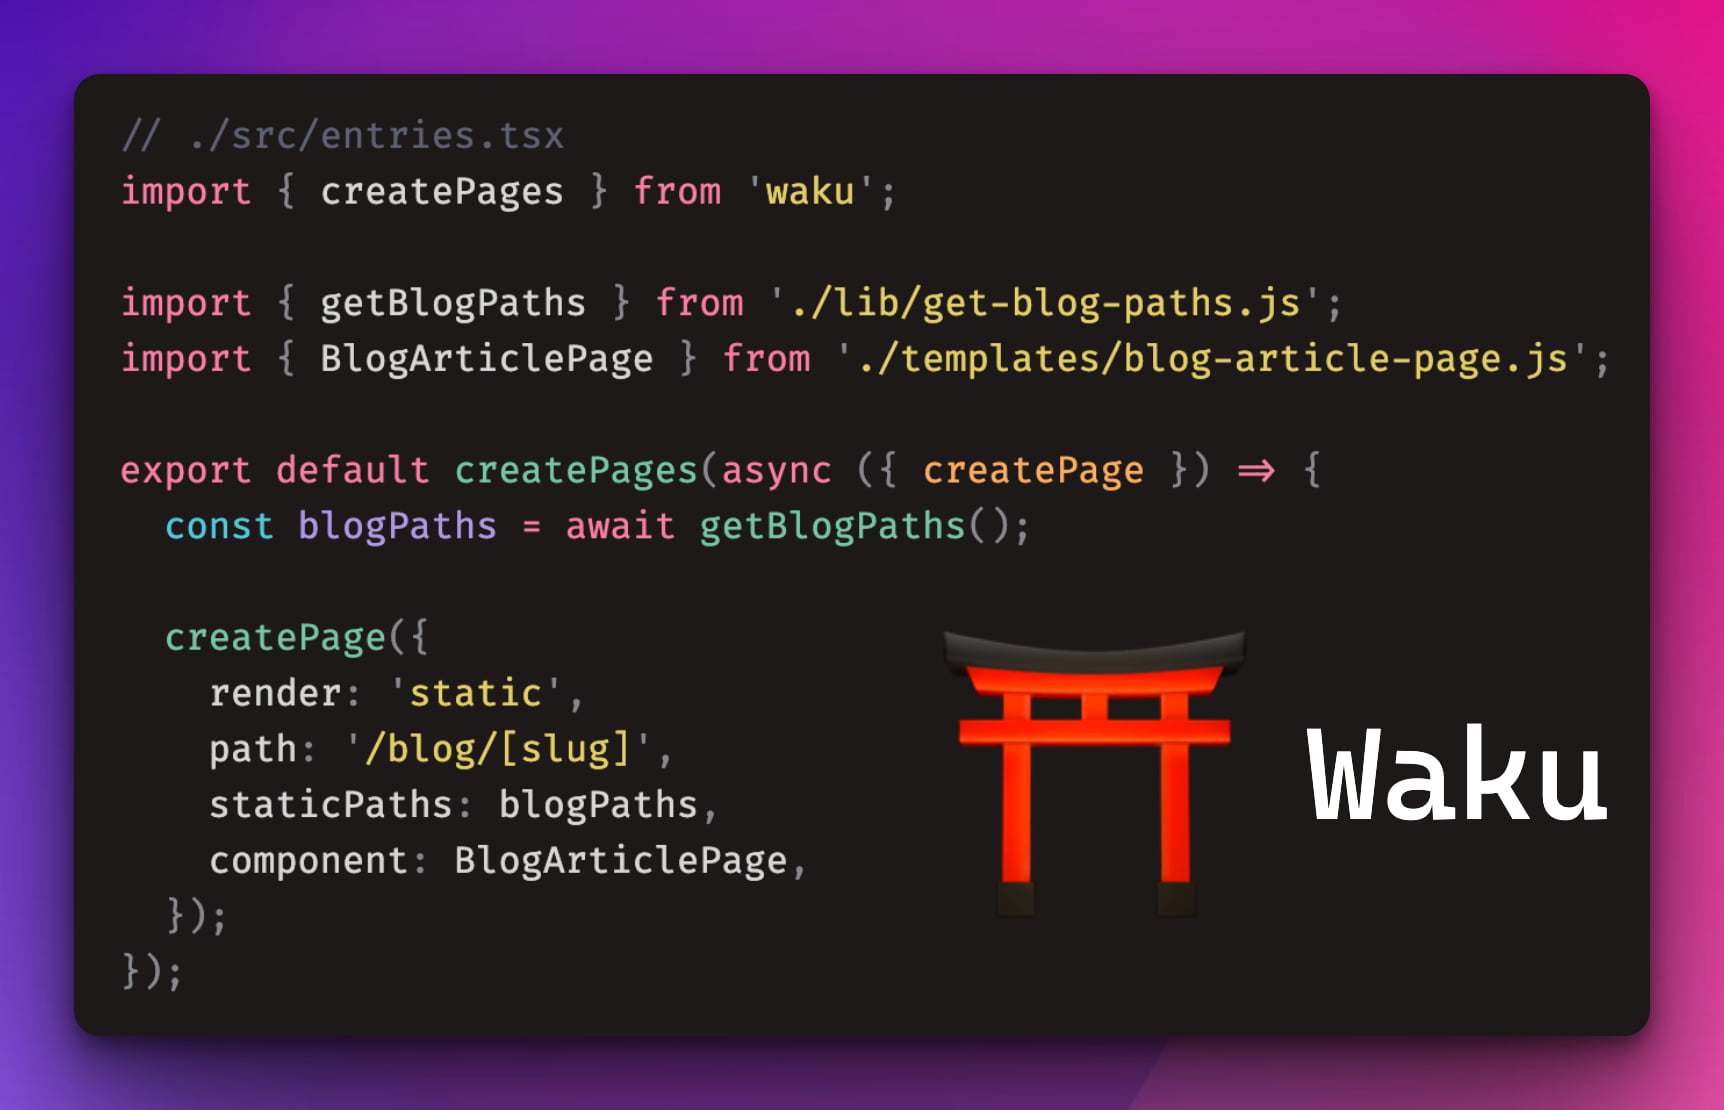 // ./src/entries.tsx
import { createPages } from 'waku';
import { getBlogPaths } from './lib/get-blog-paths.js';
import { BlogArticlePage } from './templates/blog-article-page.js';
export default createPages(async ({ createPage }) => {
  const blogPaths = await getBlogPaths();
  createPage({
    render: 'static',
    path: '/blog/[slug]',
    staticPaths: blogPaths,
    component: BlogArticlePage,
  });
});
Waku